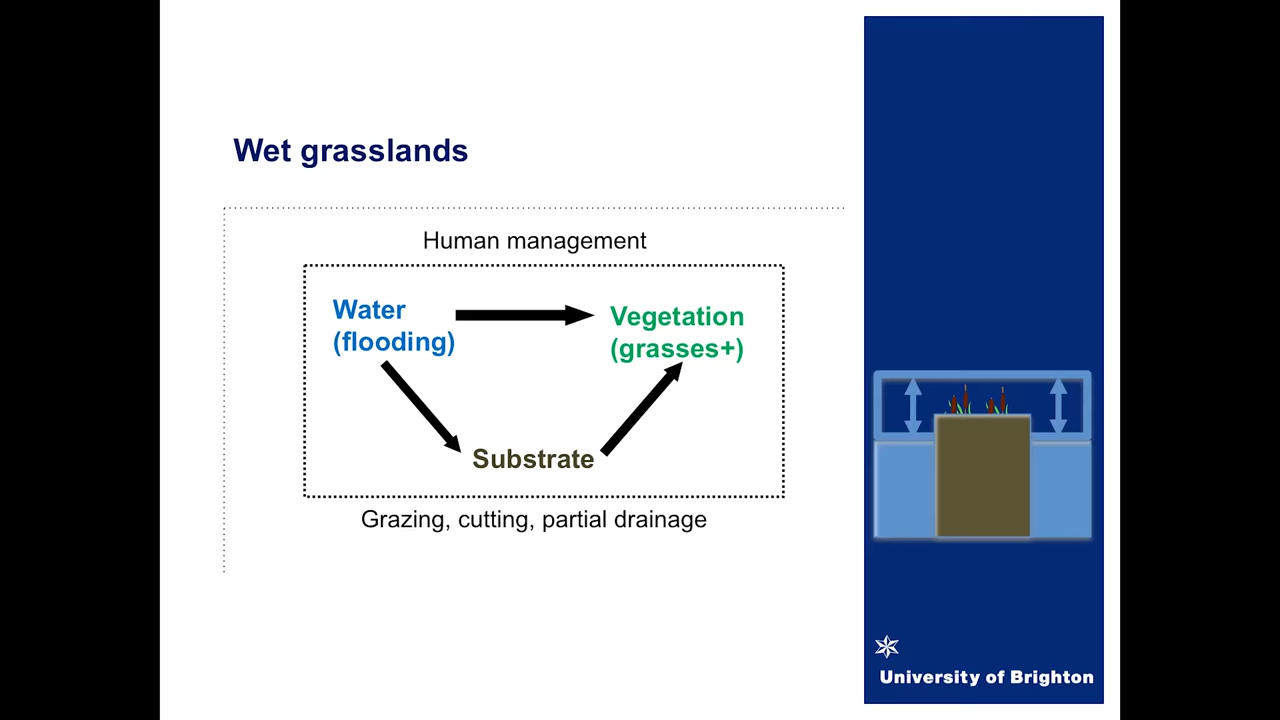 Wet grasslands
Human management
Water
(flooding)
Vegetation
(grasses+)
Substrate
Grazing, cutting, partial drainage
University of Brighton